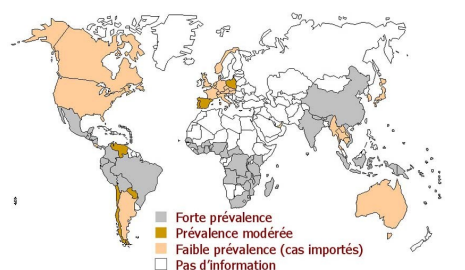 Forte prévalence
Prévalence modérée
Faible prévalence (cas importés)
Pas d'information